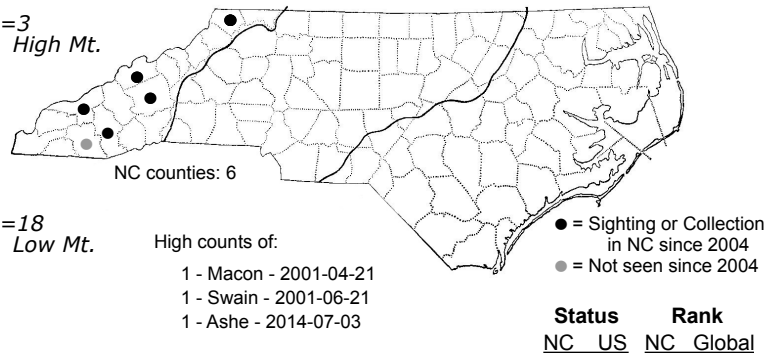 =3
High Mt.
NC counties: 6
=18
Low Mt.
High counts of:
1 - Macon - 2001-04-21
1 - Swain - 2001-06-21
1 - Ashe - 2014-07-03
● = Sighting or Collection
in NC since 2004
● = Not seen since 2004
Status Rank
NC US NC Global